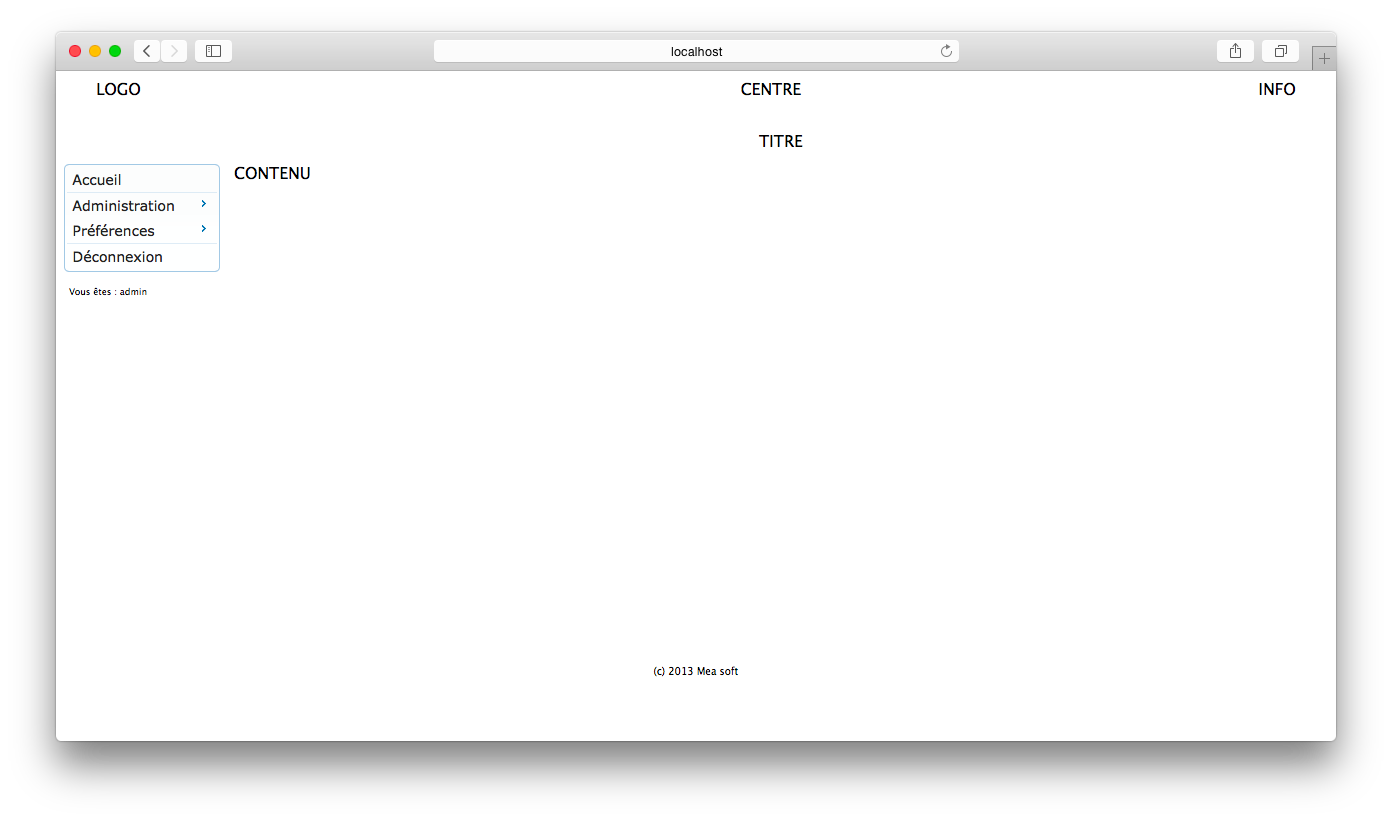 localhost
LOGO CENTRE INFO
TITRE
Accueil
Administration
Préférences
Déconnexion
CONTENU
Vous êtes : admin
(c) 2013 Mea soft